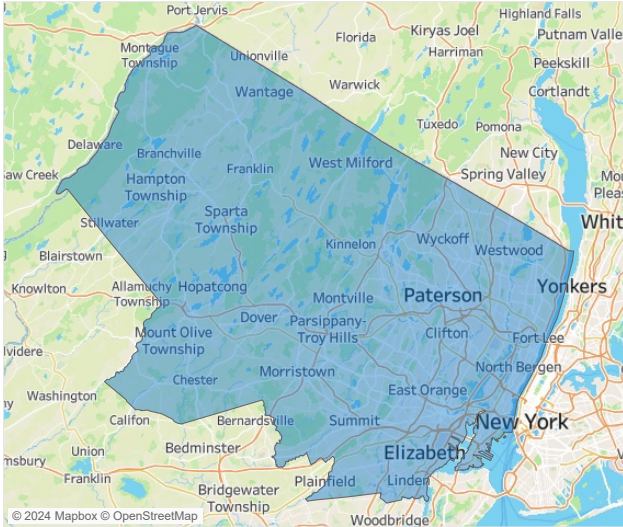 Port Jervis
Highland Falls
Kiryas Joel
Putnam Valle
Florida
Montague
Township
Unionville
Harriman
Peekskill
Wantage
Warwick
Cortlandt
Tuxedo
Pomona
Delaware
Branchville
New City
West Milford
Franklin
Spring Valley
aw Creek
Hampton
Township
Mou
Pleas
Sparta
Township
Stillwater
Whit
Kinnelon
Wyckoff
Westwood
Blairstown
Knowlton
Allamuchy
Township
Hopatcong
Yonkers
Montville
Paterson
Dover
Parsippany-
Troy Hills
Clifton
Fort Lee
Mount Olive
Township
lvidere
North Bergen
Morristown
Chester
East Orange
Washington
Califon
Bernardsville
Summit
New York
Bedminster
Elizabeth
Union
msburg
Franklin
Plainfield
Linden
Bridgewater
Township
Woodbridge
© 2024 Mapbox © OpenStreetMap